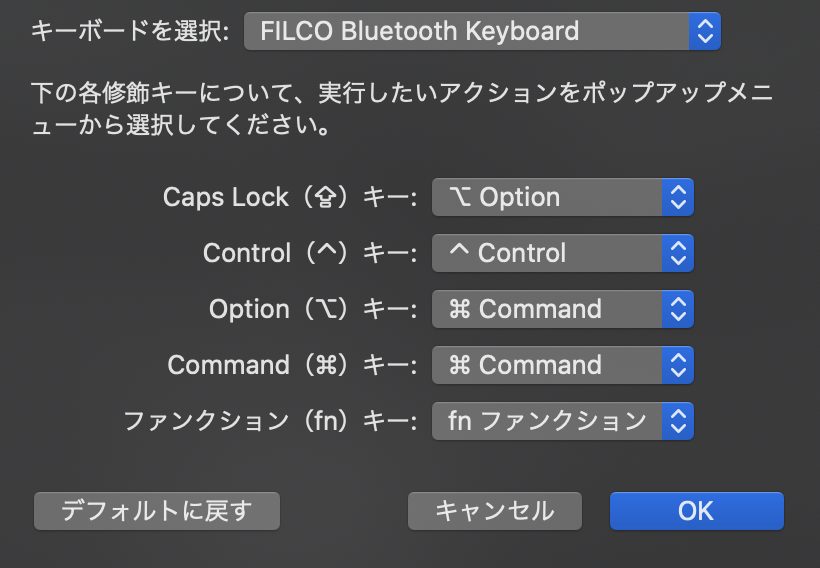 キーボードを選択: FILCO Bluetooth Keyboard
下の各修飾キーについて、実行したいアクションをポップアップメニ
ューから選択してください。
Caps Lock（⇪）キー: ⌥ Option
Control（^）キー: ^ Control
Option（⌥）キー: ⌘ Command
Command（⌘）キー: ⌘ Command
ファンクション（fn）キー: fn ファンクション
デフォルトに戻す キャンセル OK